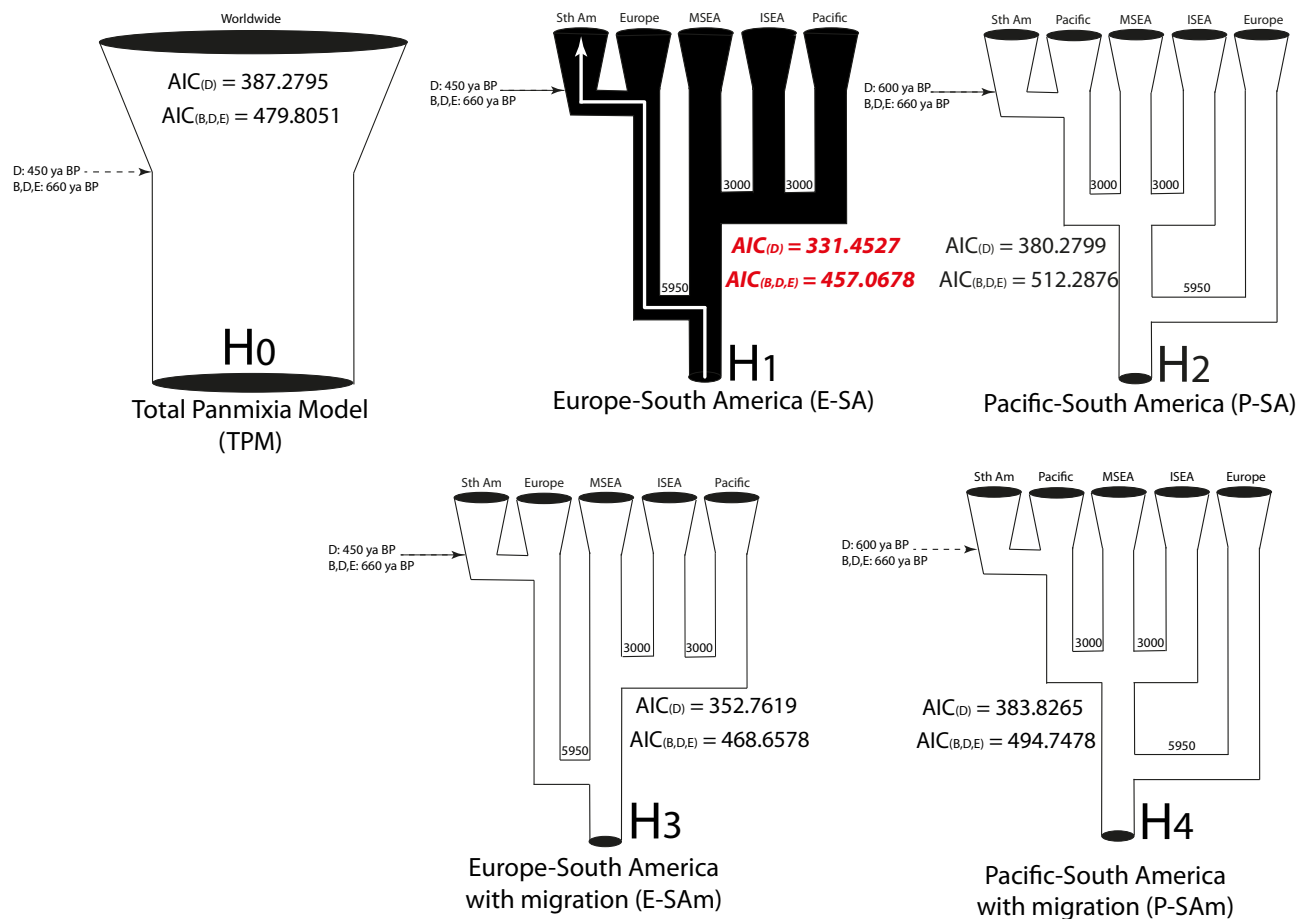 Worldwide
AIC(D) = 387.2795
AIC(B,D,E) = 479.8051
D: 450 ya BP
B,D,E: 660 ya BP
H0
Total Panmixia Model
(TPM)
Sth Am Europe MSEA ISEA Pacific
D: 450 ya BP
B,D,E: 660 ya BP
3000 3000
AIC(D) = 331.4527
AIC(B,D,E) = 457.0678
5950
H1
Europe-South America (E-SA)
Sth Am Pacific MSEA ISEA Europe
D: 600 ya BP
B,D,E: 660 ya BP
3000 3000
AIC(D) = 380.2799
AIC(B,D,E) = 512.2876
5950
H2
Pacific-South America (P-SA)
Sth Am Europe MSEA ISEA Pacific
D: 450 ya BP
B,D,E: 660 ya BP
3000 3000
AIC(D) = 352.7619
AIC(B,D,E) = 468.6578
5950
H3
Europe-South America
with migration (E-SAm)
Sth Am Pacific MSEA ISEA Europe
D: 600 ya BP
B,D,E: 660 ya BP
3000 3000
AIC(D) = 383.8265
AIC(B,D,E) = 494.7478
5950
H4
Pacific-South America
with migration (P-SAm)